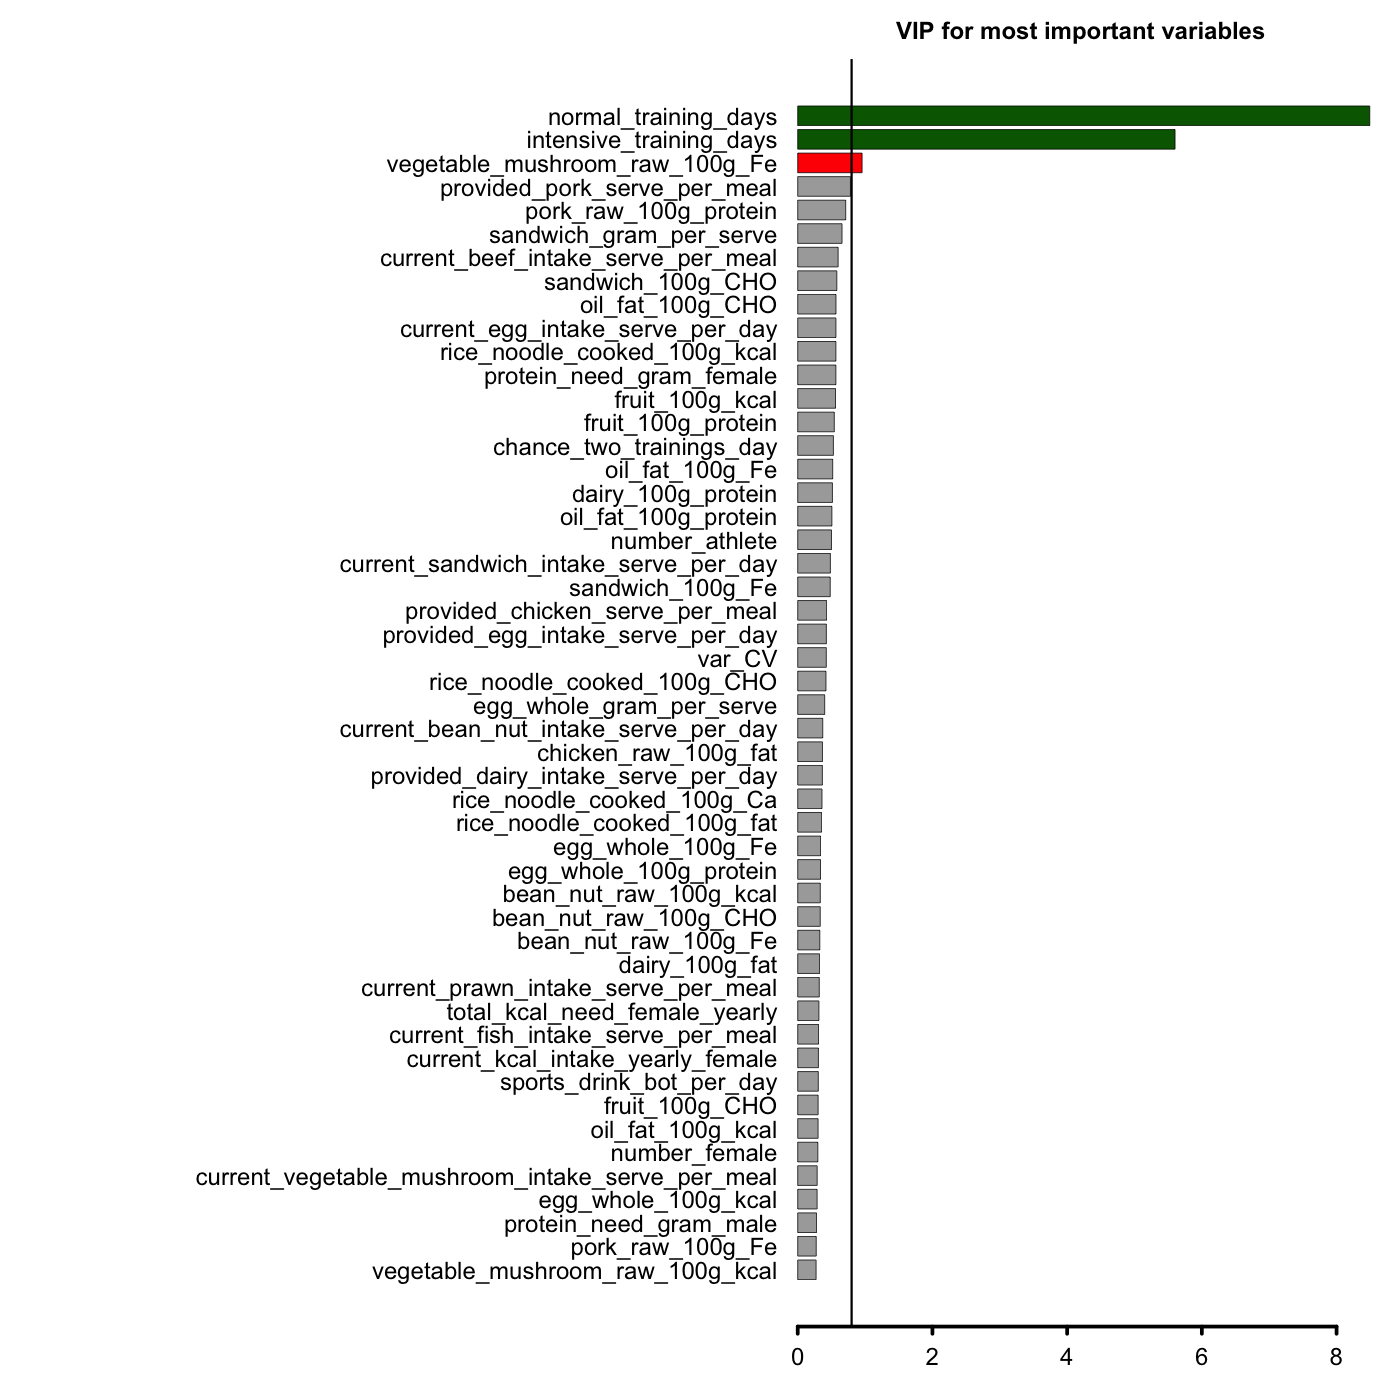 VIP for most important variables
normal_training_days
intensive_training_days
vegetable_mushroom_raw_100g_Fe
provided_pork_serve_per_meal
pork_raw_100g_protein
sandwich_gram_per_serve
current_beef_intake_serve_per_meal
sandwich_100g_CHO
oil_fat_100g_CHO
current_egg_intake_serve_per_day
rice_noodle_cooked_100g_kcal
protein_need_gram_female
fruit_100g_kcal
fruit_100g_protein
chance_two_trainings_day
oil_fat_100g_Fe
dairy_100g_protein
oil_fat_100g_protein
number_athlete
current_sandwich_intake_serve_per_day
sandwich_100g_Fe
provided_chicken_serve_per_meal
provided_egg_intake_serve_per_day
var_CV
rice_noodle_cooked_100g_CHO
egg_whole_gram_per_serve
current_bean_nut_intake_serve_per_day
chicken_raw_100g_fat
provided_dairy_intake_serve_per_day
rice_noodle_cooked_100g_Ca
rice_noodle_cooked_100g_fat
egg_whole_100g_Fe
egg_whole_100g_protein
bean_nut_raw_100g_kcal
bean_nut_raw_100g_CHO
bean_nut_raw_100g_Fe
dairy_100g_fat
current_prawn_intake_serve_per_meal
total_kcal_need_female_yearly
current_fish_intake_serve_per_meal
current_kcal_intake_yearly_female
sports_drink_bot_per_day
fruit_100g_CHO
oil_fat_100g_kcal
number_female
current_vegetable_mushroom_intake_serve_per_meal
egg_whole_100g_kcal
protein_need_gram_male
pork_raw_100g_Fe
vegetable_mushroom_raw_100g_kcal
0 2 4 6 8